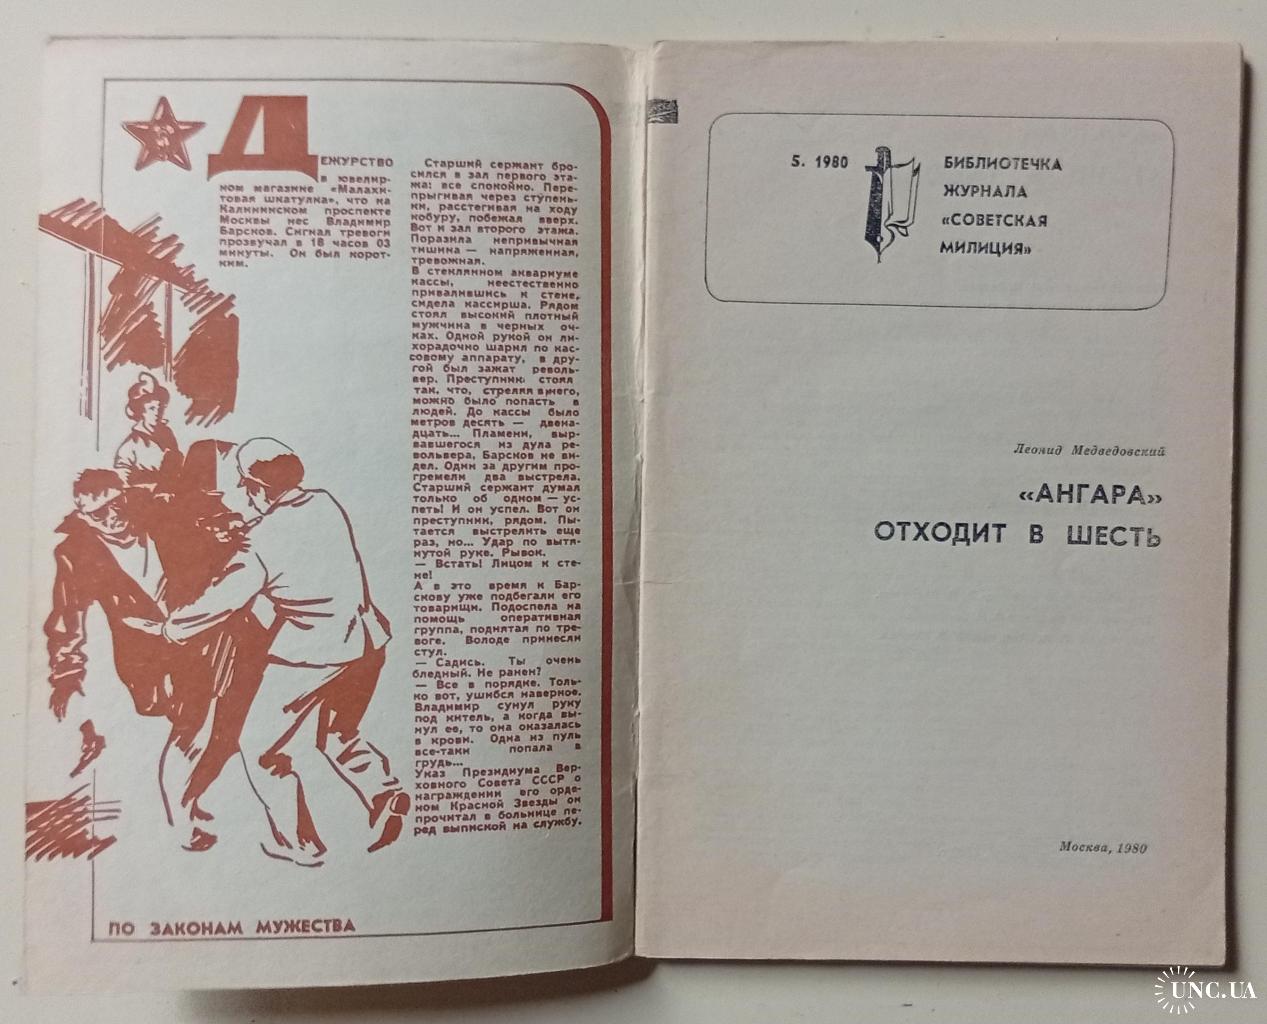 ДЕЖУРСТВО
в ювелир-
ном магазине «Малахи-
товая шкатулка», что на
Калининском проспекте
Москвы нес Владимир
Барсков. Сигнал тревоги
прозвучал в 18 часов 03
минуты. Он был корот-
ким.
Старший сержант бро-
сился в зал первого эта-
жа: все спокойно. Пере-
прыгивая через ступень-
ки, расстегивая на ходу
кобуру, побежал вверх.
Вот и зал второго этажа.
Поразила непривычная
тишина — напряженная,
тревожная.
В стеклянном аквариуме
кассы, неестественно
привалившись к стене,
сидела кассирша. Рядом
стоял высокий плотный
мужчина в черных оч-
ках. Одной рукой он ли-
хорадочно шарил по кас-
совому аппарату, в дру-
гой был зажат револь-
вер. Преступник стоял
так, что, стреляя в него,
можно было попасть в
людей. До кассы было
метров десять — двена-
дцать... Пламени, выр-
вавшегося из дула ре-
вольвера, Барсков не ви-
дел. Один за другим про-
гремели два выстрела.
Старший сержант думал
только об одном — ус-
петь! И он успел. Вот он
преступник, рядом. Пы-
тается выстрелить еще
раз, но... Удар по вытя-
нутой руке. Рывок.
— Встать! Лицом к сте-
не!
А в это время к Бар-
скову уже подбегали его
товарищи. Подоспела на
помощь оперативная
группа, поднятая по тре-
воге. Володе принесли
стул.
— Садись. Ты очень
бледный. Не ранен?
— Все в порядке. Толь-
ко вот, ушибся наверное.
Владимир сунул руку
под китель, а когда вы-
нул ее, то она оказалась
в крови. Одна из пуль
все-таки попала в
грудь...
Указ Президиума Вер-
ховного Совета СССР о
награждении его орде-
ном Красной Звезды он
прочитал в больнице пе-
ред выпиской на службу.
ПО ЗАКОНАМ МУЖЕСТВА
5. 1980
БИБЛИОТЕЧКА
ЖУРНАЛА
«СОВЕТСКАЯ
МИЛИЦИЯ»
Леонид Медведовский
«АНГАРА»
ОТХОДИТ В ШЕСТЬ
Москва, 1980
UNC.UA